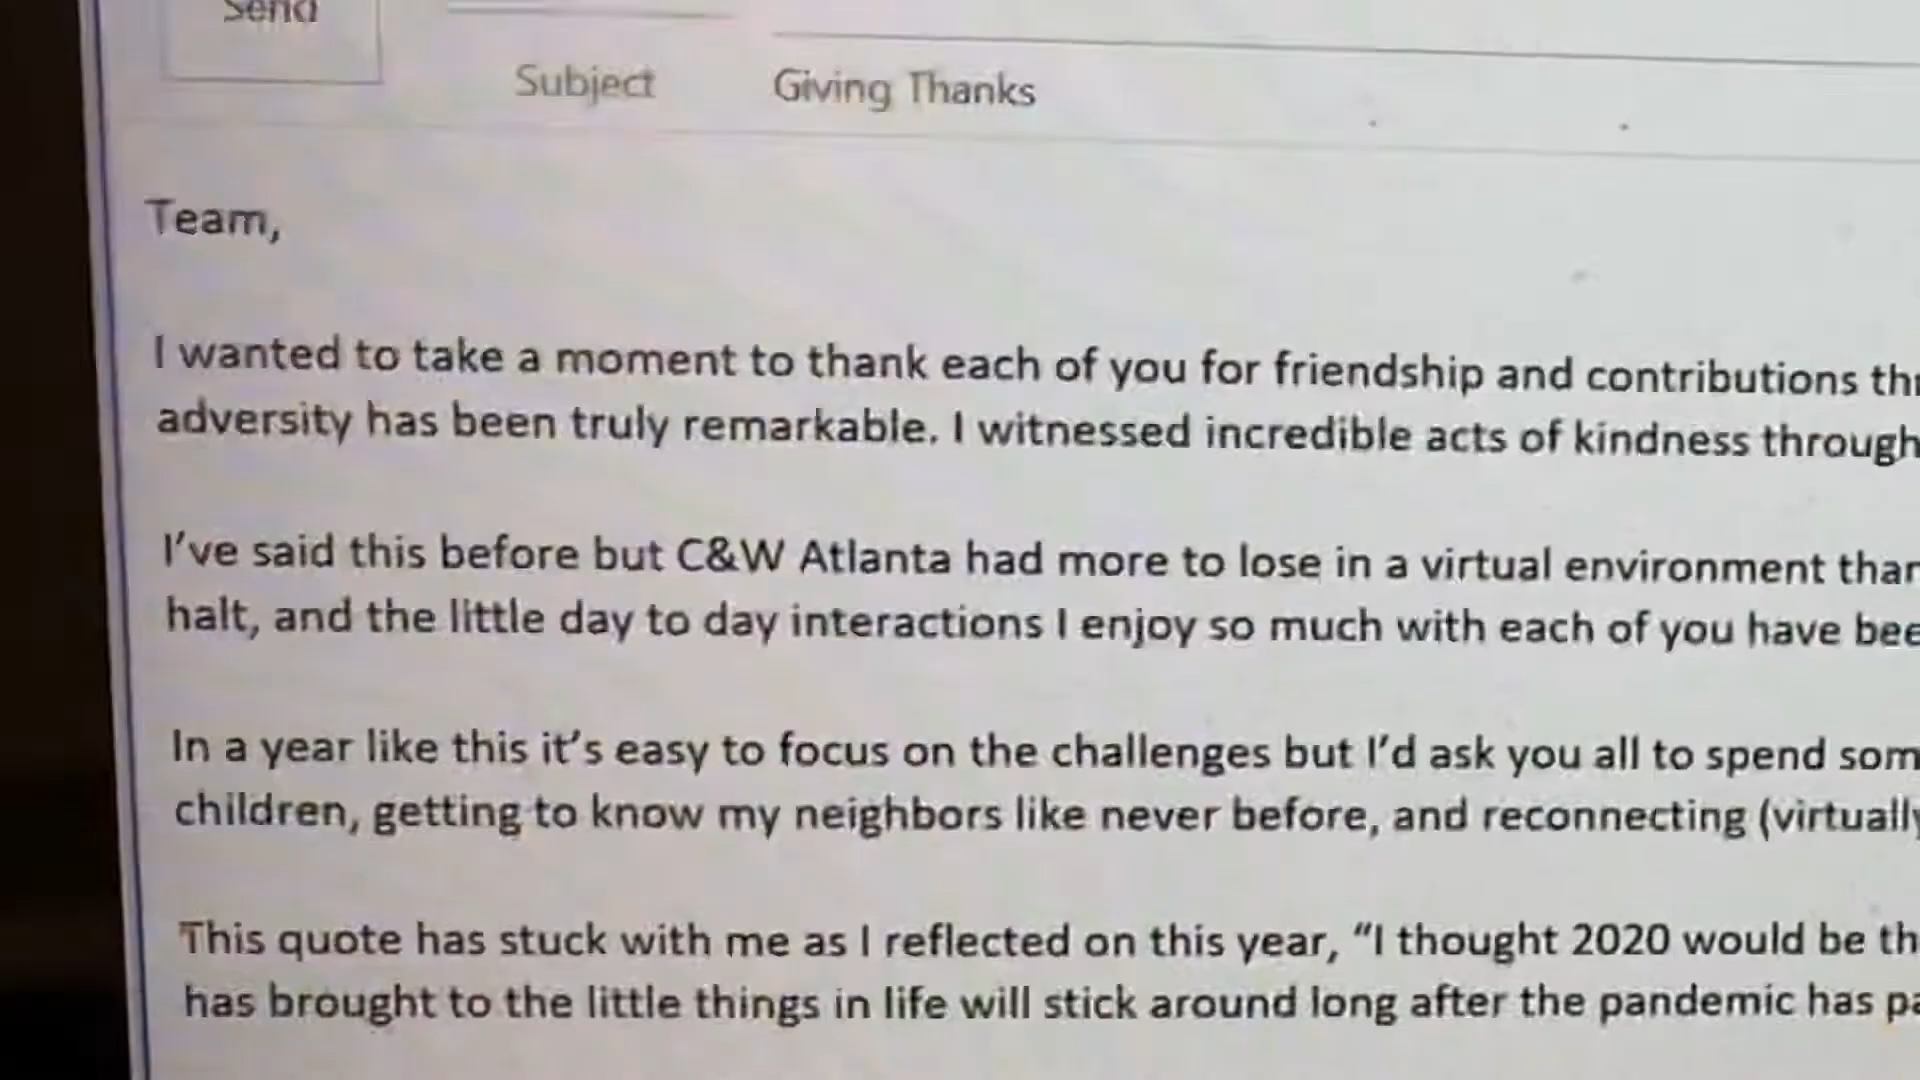 Send
Subject Giving Thanks
Team,
I wanted to take a moment to thank each of you for friendship and contributions
adversity has been truly remarkable. I witnessed incredible acts of kindness through
I've said this before but C&W Atlanta had more to lose in a virtual environment than
halt, and the little day to day interactions I enjoy so much with each of you have
In a year like this it's easy to focus on the challenges but I'd ask you all to spend
children, getting to know my neighbors like never before, and reconnecting (virtually
This quote has stuck with me as I reflected on this year, “I thought 2020 would be
has brought to the little things in life will stick around long after the pandemic has